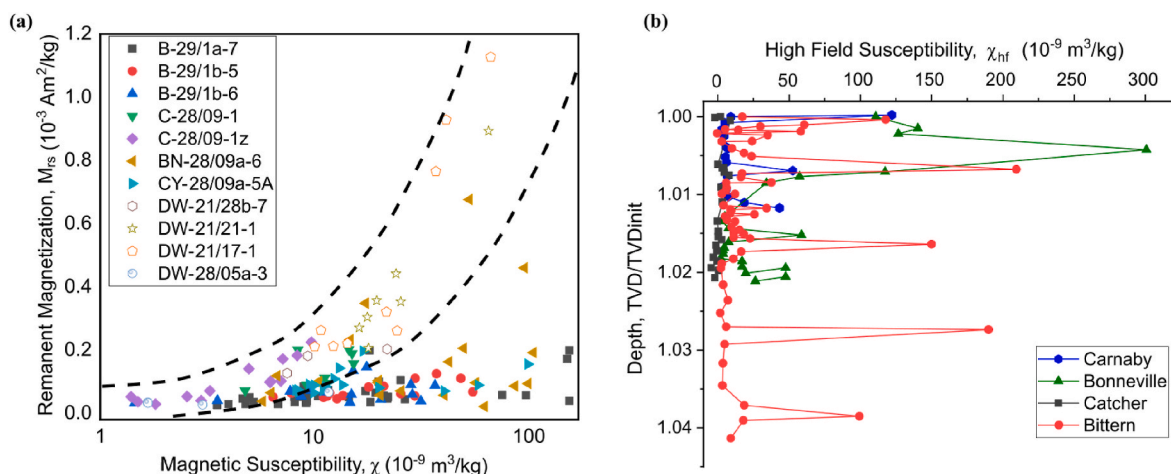 (a)
Remanent Magnetization, Mrs (10-3 Am2/kg)
1.2
1.0
0.8
0.6
0.4
0.2
0.0
B-29/1a-7
B-29/1b-5
B-29/1b-6
C-28/09-1
C-28/09-1z
BN-28/09a-6
CY-28/09a-5A
DW-21/28b-7
DW-21/21-1
DW-21/17-1
DW-28/05a-3
1
10
100
Magnetic Susceptibility, χ (10-9 m3/kg)
(b)
High Field Susceptibility, χhf (10-9 m3/kg)
0 50 100 150 200 250 300
Depth, TVD/TVDinit
1.00
1.01
1.02
1.03
1.04
Carnaby
Bonneville
Catcher
Bittern